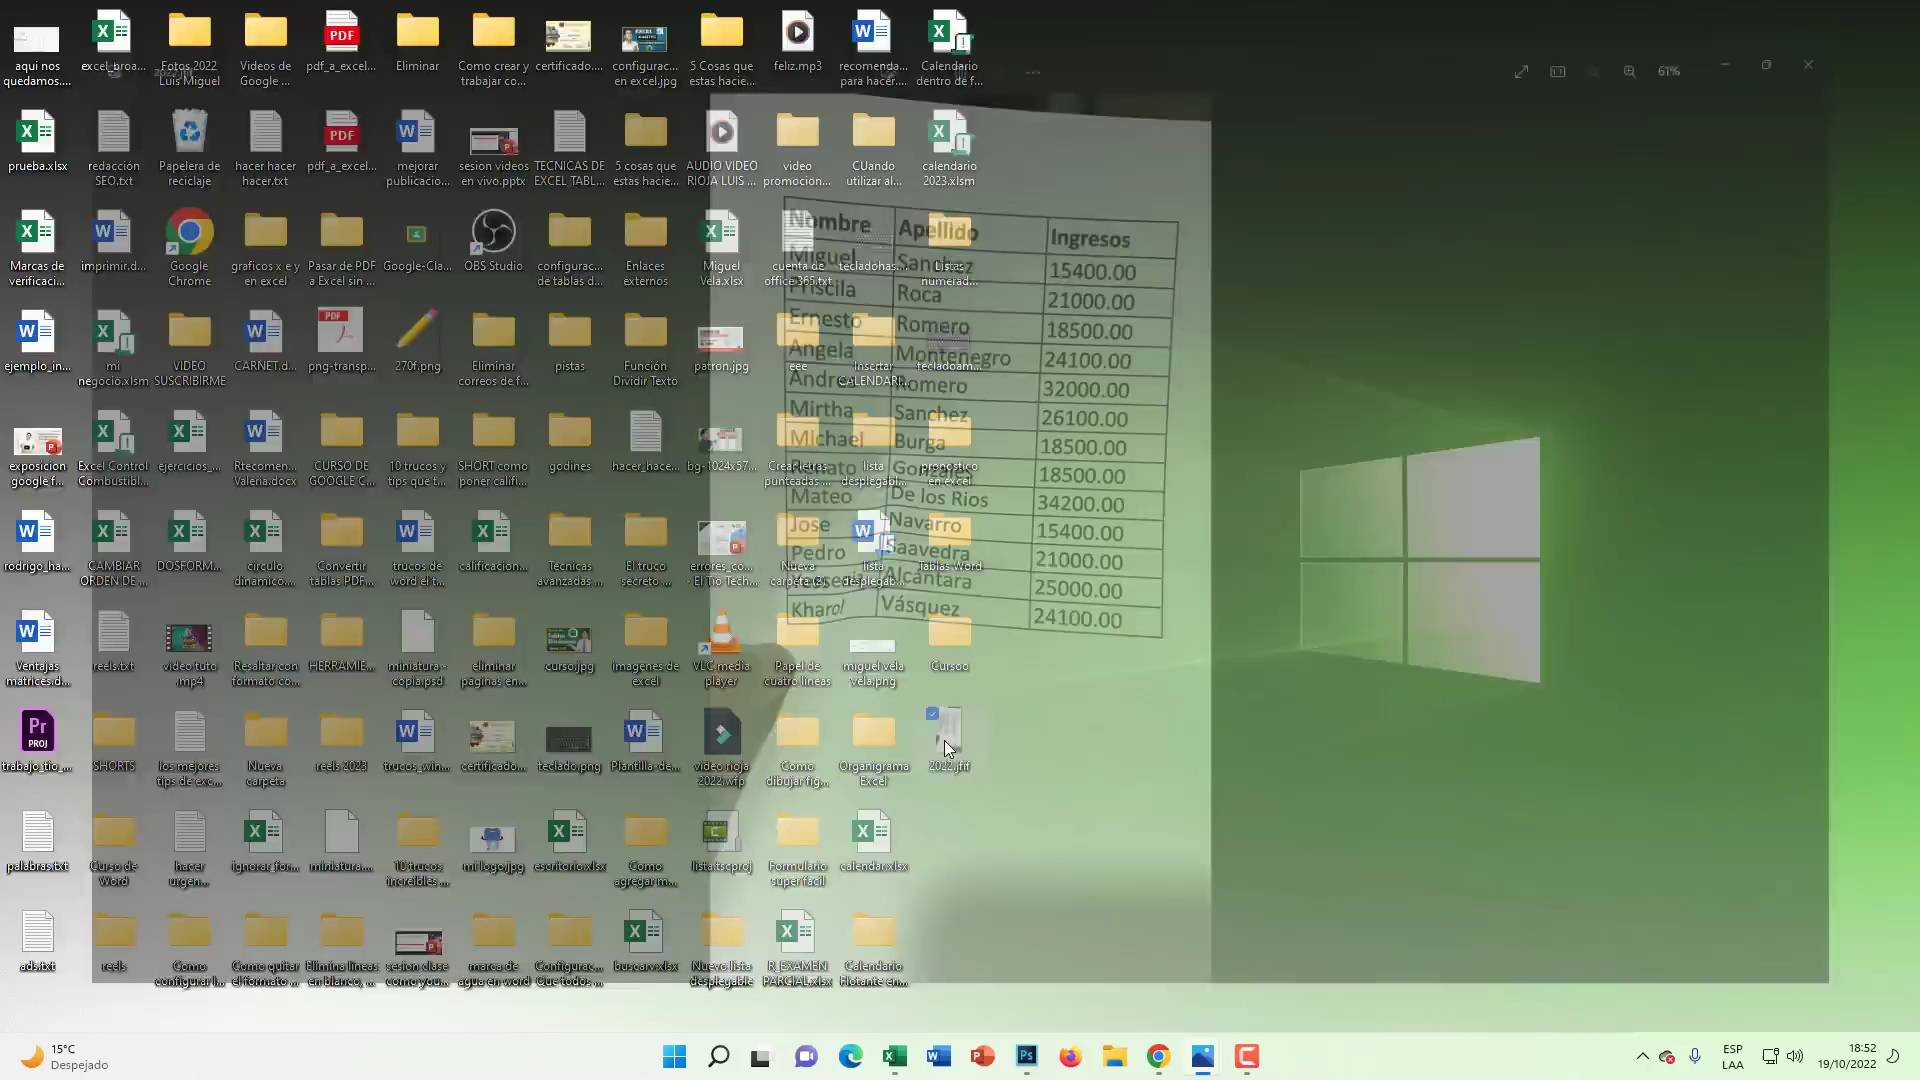 aqui nos quedamos....
excel_broa...
Fotos 2022 Luis Miguel
Videos de Google ...
pdf_a_excel...
Eliminar
Como crear y trabajar co...
certificado....
configurac... en excel.jpg
5 Cosas que estas hacie...
feliz.mp3
recomenda... para hacer...
Calendario dentro de f...
61%
prueba.xlsx
redacción SEO.txt
Papelera de reciclaje
hacer hacer hacer.txt
pdf_a_excel...
mejorar publicacio...
sesion videos en vivo.pptx
TECNICAS DE EXCEL TABL...
5 cosas que estas hacie...
AUDIO VIDEO RIOJA LUIS ...
video promocion...
CUando utilizar al...
calendario 2023.xlsm
Marcas de verificaci...
imprimir.d...
Google Chrome
graficos x e y en excel
Pasar de PDF a Excel sin ...
Google-Cla...
OBS Studio
configurac... de tablas d...
Enlaces externos
Miguel Vela.xlsx
cuenta de office 365.txt
tecladohas...
Listas numerad...
ejemplo_in...
mi negocio.xlsm
VIDEO SUSCRIBIRME
CARNET.d...
png-transp...
270f.png
Eliminar correos de f...
pistas
Función Dividir Texto
patron.jpg
eee
Insertar CALENDARI...
tecladoam...
exposicion google f...
Excel Control Combustibl...
ejercicios_...
Rtecomen... Valeria.docx
CURSO DE GOOGLE C...
10 trucos y tips que t...
SHORT como poner calif...
godines
hacer_hace...
bg-1024x57...
Crear letras punteadas ...
lista desplegabl...
pronostico en excel
rodrigo_ha...
CAMBIAR ORDEN DE ...
DOSFORM...
circulo dinamico...
Convertir tablas PDF...
trucos de word el t...
calificacion...
Tecnicas avanzadas ...
El truco secreto ...
errores_co... - El Tio Tech...
Nueva carpeta (3)
lista desplegab...
Tablas Word
Ventajas matrices.d...
reels.txt
video tuto .mp4
Resaltar con formato co...
HERRAMIE...
miniatura - copia.psd
eliminar paginas en...
curso.jpg
imagenes de excel
VLC media player
Papel de cuatro lineas
miguel vela vela.png
Cursoo
trabajo_tio_...
SHORTS
los mejores tips de exc...
Nueva carpeta
reels 2023
trucos_win...
certificado...
teclado.png
Plantilla-de...
video rioja 2022.wfp
Como dibujar fig...
Organigrama Excel
2022.jfif
palabras.txt
Curso de Word
hacer urgen...
ignorar_for...
miniatura....
10 trucos increibles ...
mi logo.jpg
escritorio.xlsx
Como agregar m...
lista.tscproj
Formulario super facil
calendar.xlsx
ads.txt
reels
Como configurar l...
Como quitar el formato ...
Elimina lineas en blanco, ...
sesion clase como you...
marca de agua en word
Configurac... Que todos ...
buscarv.xlsx
Nuevo lista desplegable
R_EXAMEN PARCIAL.xlsx
Calendario Flotante en...
Nombre Apellido Ingresos
Miguel Sanchez 15400.00
Priscila Roca 21000.00
Ernesto Romero 18500.00
Angela Montenegro 24100.00
Andres Romero 32000.00
Mirtha Sanchez 26100.00
Michael Burga 18500.00
Renato Gonzales 18500.00
Mateo De los Rios 34200.00
Jose Navarro 15400.00
Pedro Saavedra 21000.00
Alcántara 25000.00
Kharol Vásquez 24100.00
15°C
Despejado
ESP
LAA
18:52
19/10/2022